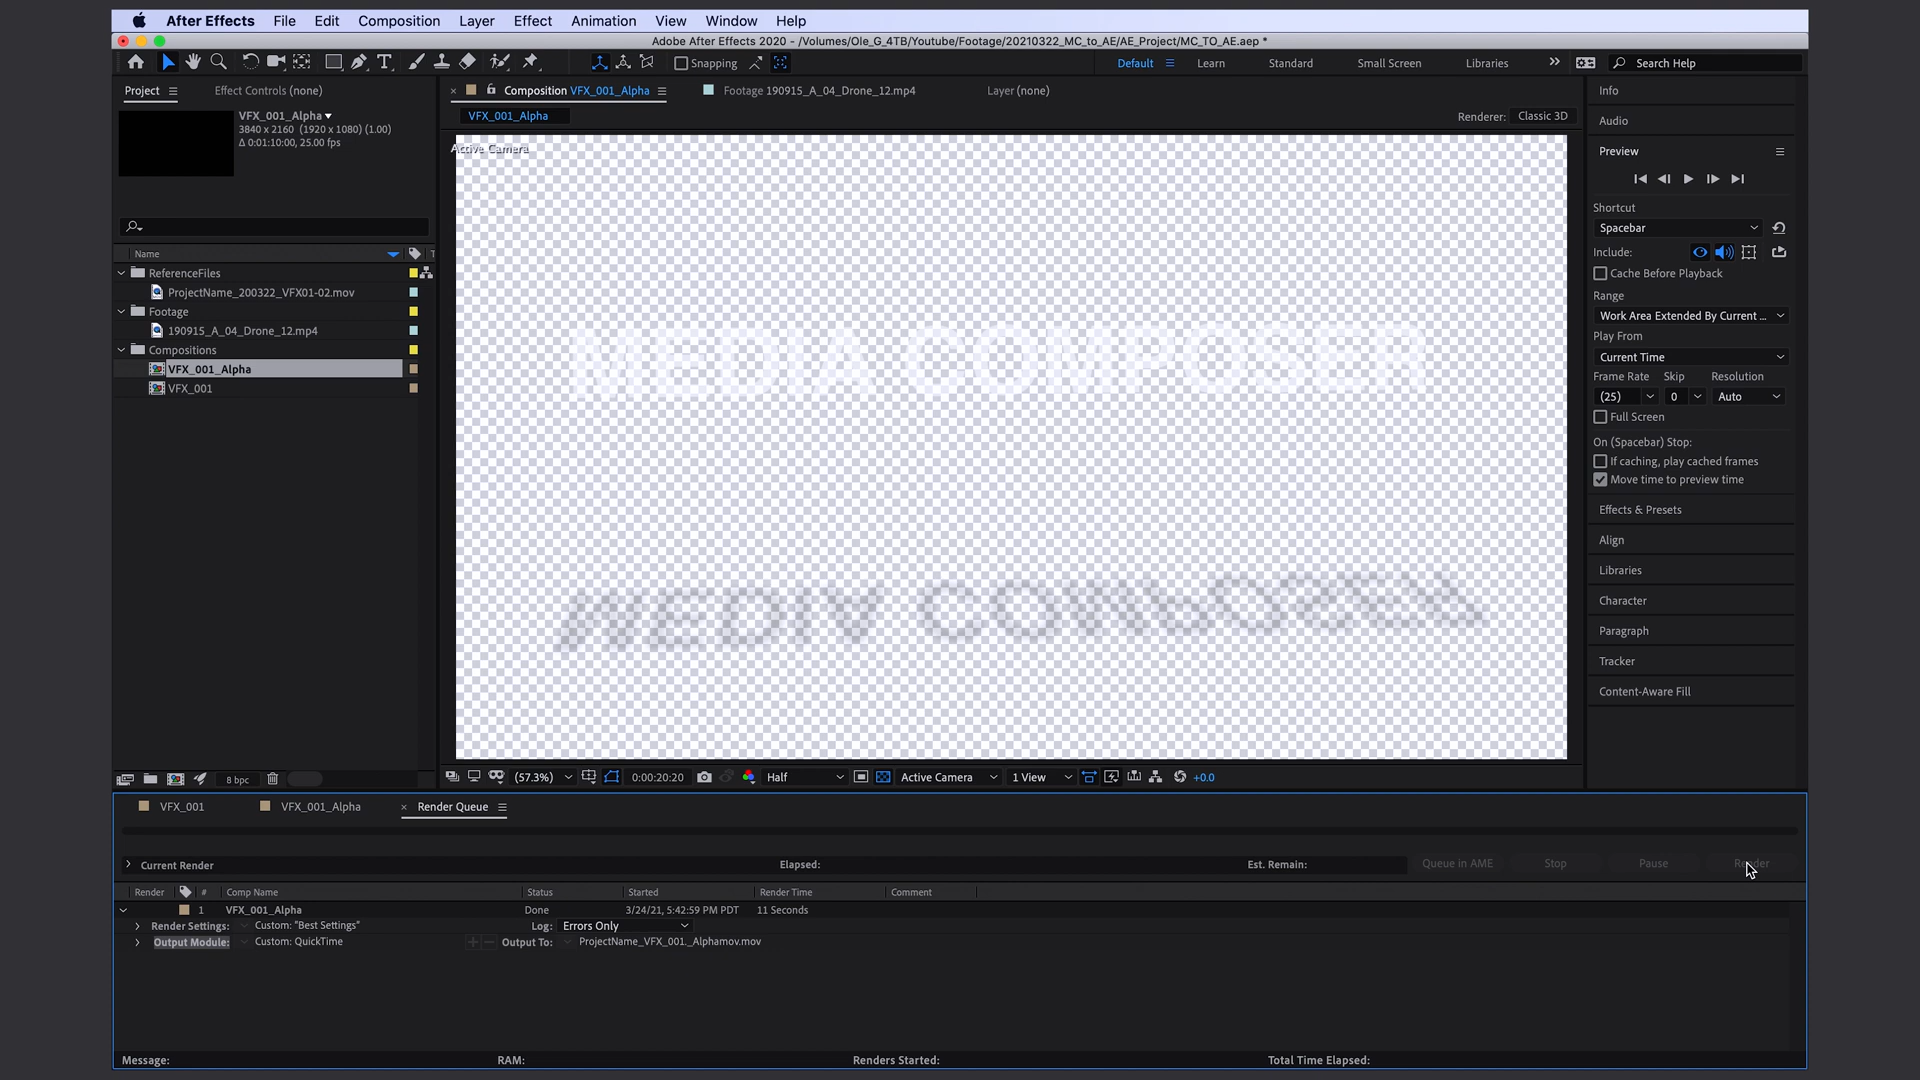 After Effects File Edit Composition Layer Effect Animation View Window Help
Adobe After Effects 2020 - /Volumes/Ole_G_4TB/Youtube/Footage/20210322_MC_to_AE/AE_Project/MC_TO_AE.aep *
Snapping Default Learn Standard Small Screen Libraries Search Help
Project Effect Controls (none) Composition VFX_001_Alpha Footage 190915_A_04_Drone_12.mp4 Layer (none) Info
VFX_001_Alpha
3840 x 2160 (1920 x 1080) (1.00)
Δ 0:01:10:00, 25.00 fps
VFX_001_Alpha Renderer: Classic 3D
Active Camera
Audio
Preview
Shortcut
Spacebar
Include:
Cache Before Playback
Range
Work Area Extended By Current ...
Play From
Current Time
Frame Rate Skip Resolution
(25) 0 Auto
Full Screen
On (Spacebar) Stop:
If caching, play cached frames
Move time to preview time
Effects & Presets
Align
Libraries
Character
Paragraph
Tracker
Content-Aware Fill
Name T
ReferenceFiles
ProjectName_200322_VFX01-02.mov
Footage
190915_A_04_Drone_12.mp4
Compositions
VFX_001_Alpha
VFX_001
8 bpc
(57.3%) 0:00:20:20 Half Active Camera 1 View +0.0
VFX_001 VFX_001_Alpha Render Queue
Current Render Elapsed: Est. Remain: Queue in AME Stop Pause Render
Render # Comp Name Status Started Render Time Comment
1 VFX_001_Alpha Done 3/24/21, 5:42:59 PM PDT 11 Seconds
Render Settings: Custom: "Best Settings" Log: Errors Only
Output Module: Custom: QuickTime + – Output To: ProjectName_VFX_001._Alphamov.mov
Message: RAM: Renders Started: Total Time Elapsed: